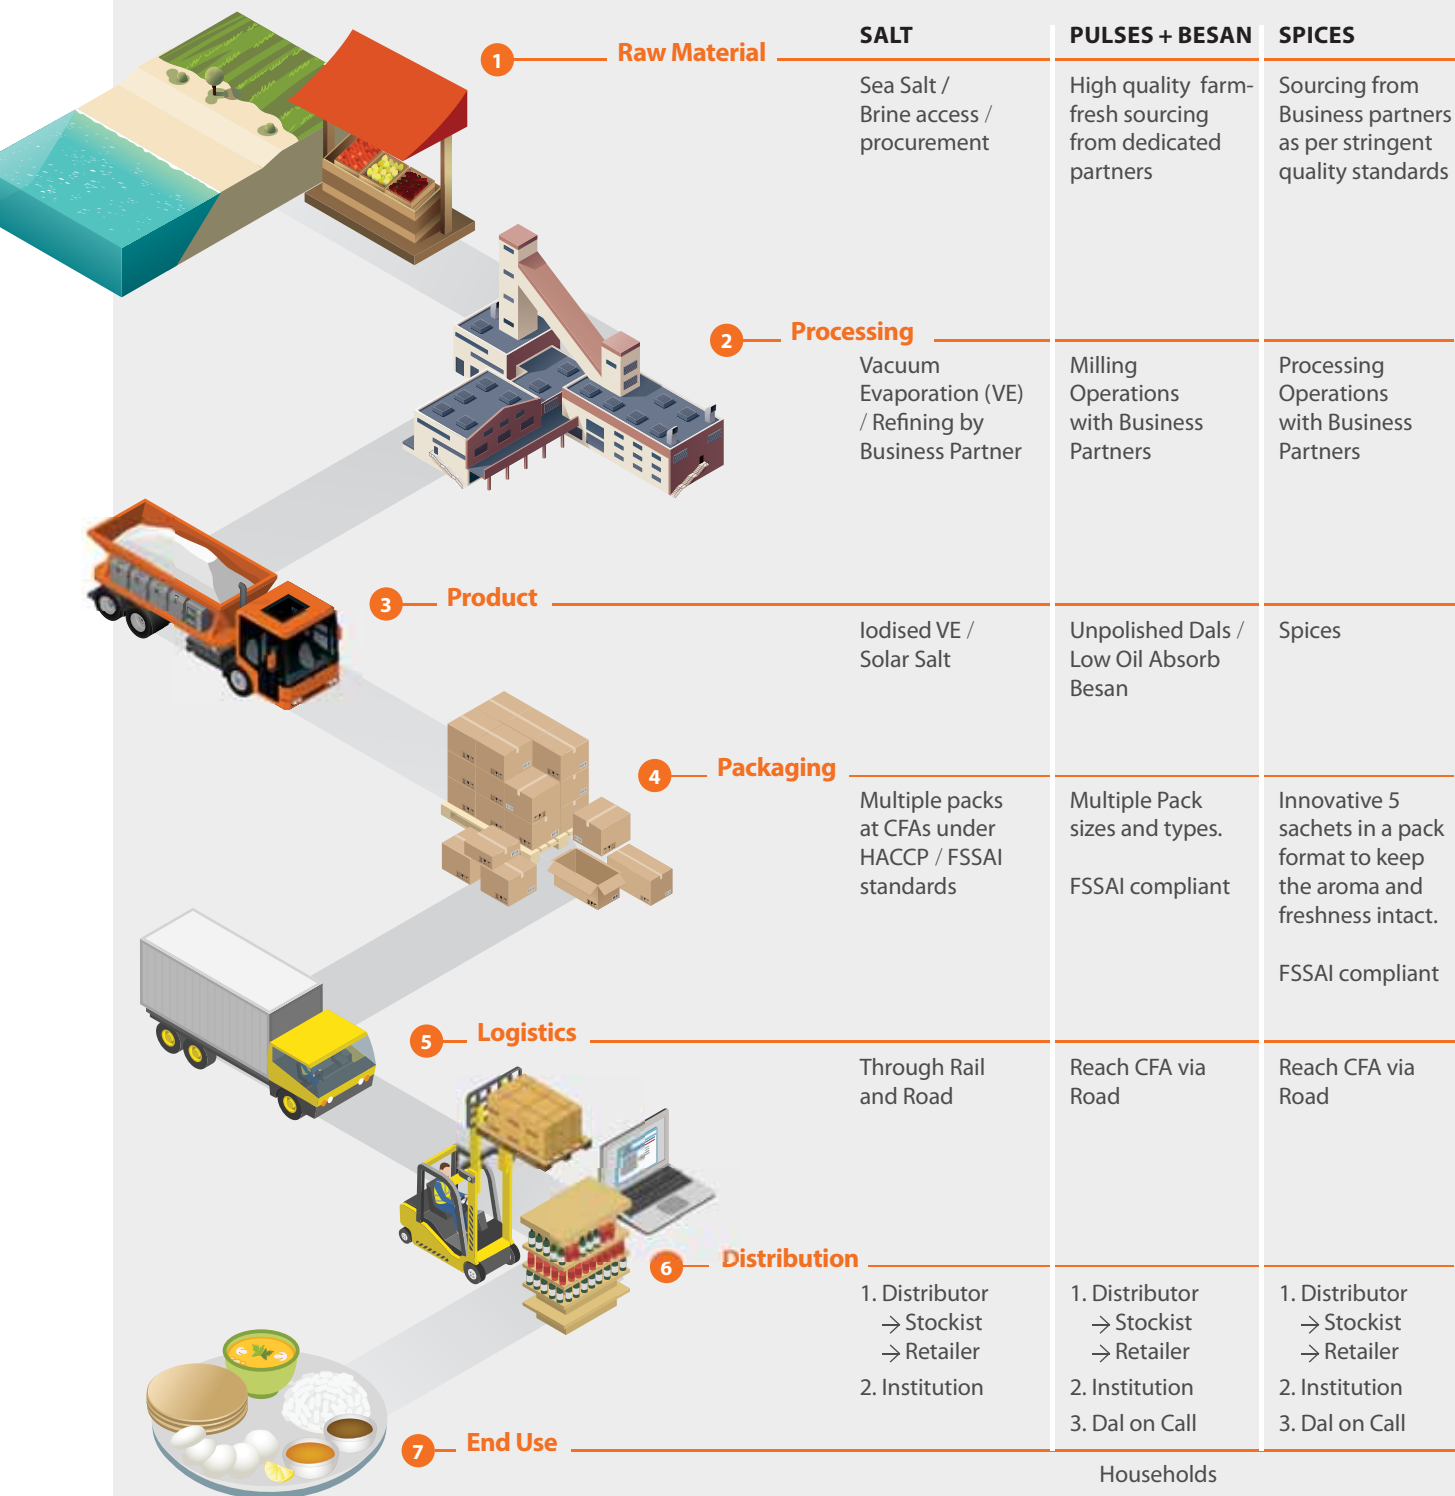 SALT
PULSES + BESAN
SPICES
1
Raw Material
Sea Salt /
Brine access /
procurement
High quality farm-
fresh sourcing
from dedicated
partners
Sourcing from
Business partners
as per stringent
quality standards
2
Processing
Vacuum
Evaporation (VE)
/ Refining by
Business Partner
Milling
Operations
with Business
Partners
Processing
Operations
with Business
Partners
3
Product
Iodised VE /
Solar Salt
Unpolished Dals /
Low Oil Absorb
Besan
Spices
4
Packaging
Multiple packs
at CFAs under
HACCP / FSSAI
standards
Multiple Pack
sizes and types.
FSSAI compliant
Innovative 5
sachets in a pack
format to keep
the aroma and
freshness intact.
FSSAI compliant
5
Logistics
Through Rail
and Road
Reach CFA via
Road
Reach CFA via
Road
6
Distribution
1. Distributor
→ Stockist
→ Retailer
2. Institution
1. Distributor
→ Stockist
→ Retailer
2. Institution
3. Dal on Call
1. Distributor
→ Stockist
→ Retailer
2. Institution
3. Dal on Call
7
End Use
Households